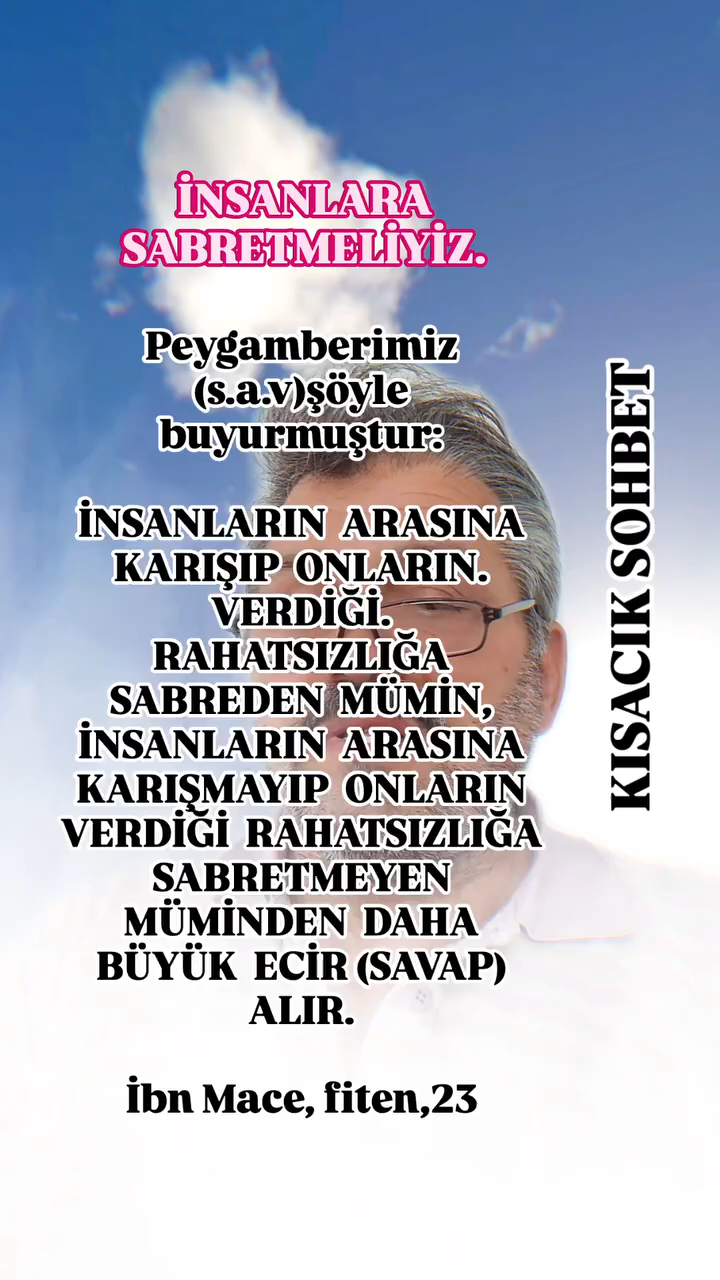 İNSANLARA
SABRETMELİYİZ.
Peygamberimiz
(s.a.v)şöyle
buyurmuştur:
İNSANLARIN ARASINA
KARIŞIP ONLARIN.
VERDİĞİ.
RAHATSIZLIĞA
SABREDEN MÜMİN,
İNSANLARIN ARASINA
KARIŞMAYIP ONLARIN
VERDİĞİ RAHATSIZLIĞA
SABRETMEYEN
MÜMİNDEN DAHA
BÜYÜK ECİR (SAVAP)
ALIR.
İbn Mace, fiten,23
KISACIK SOHBET